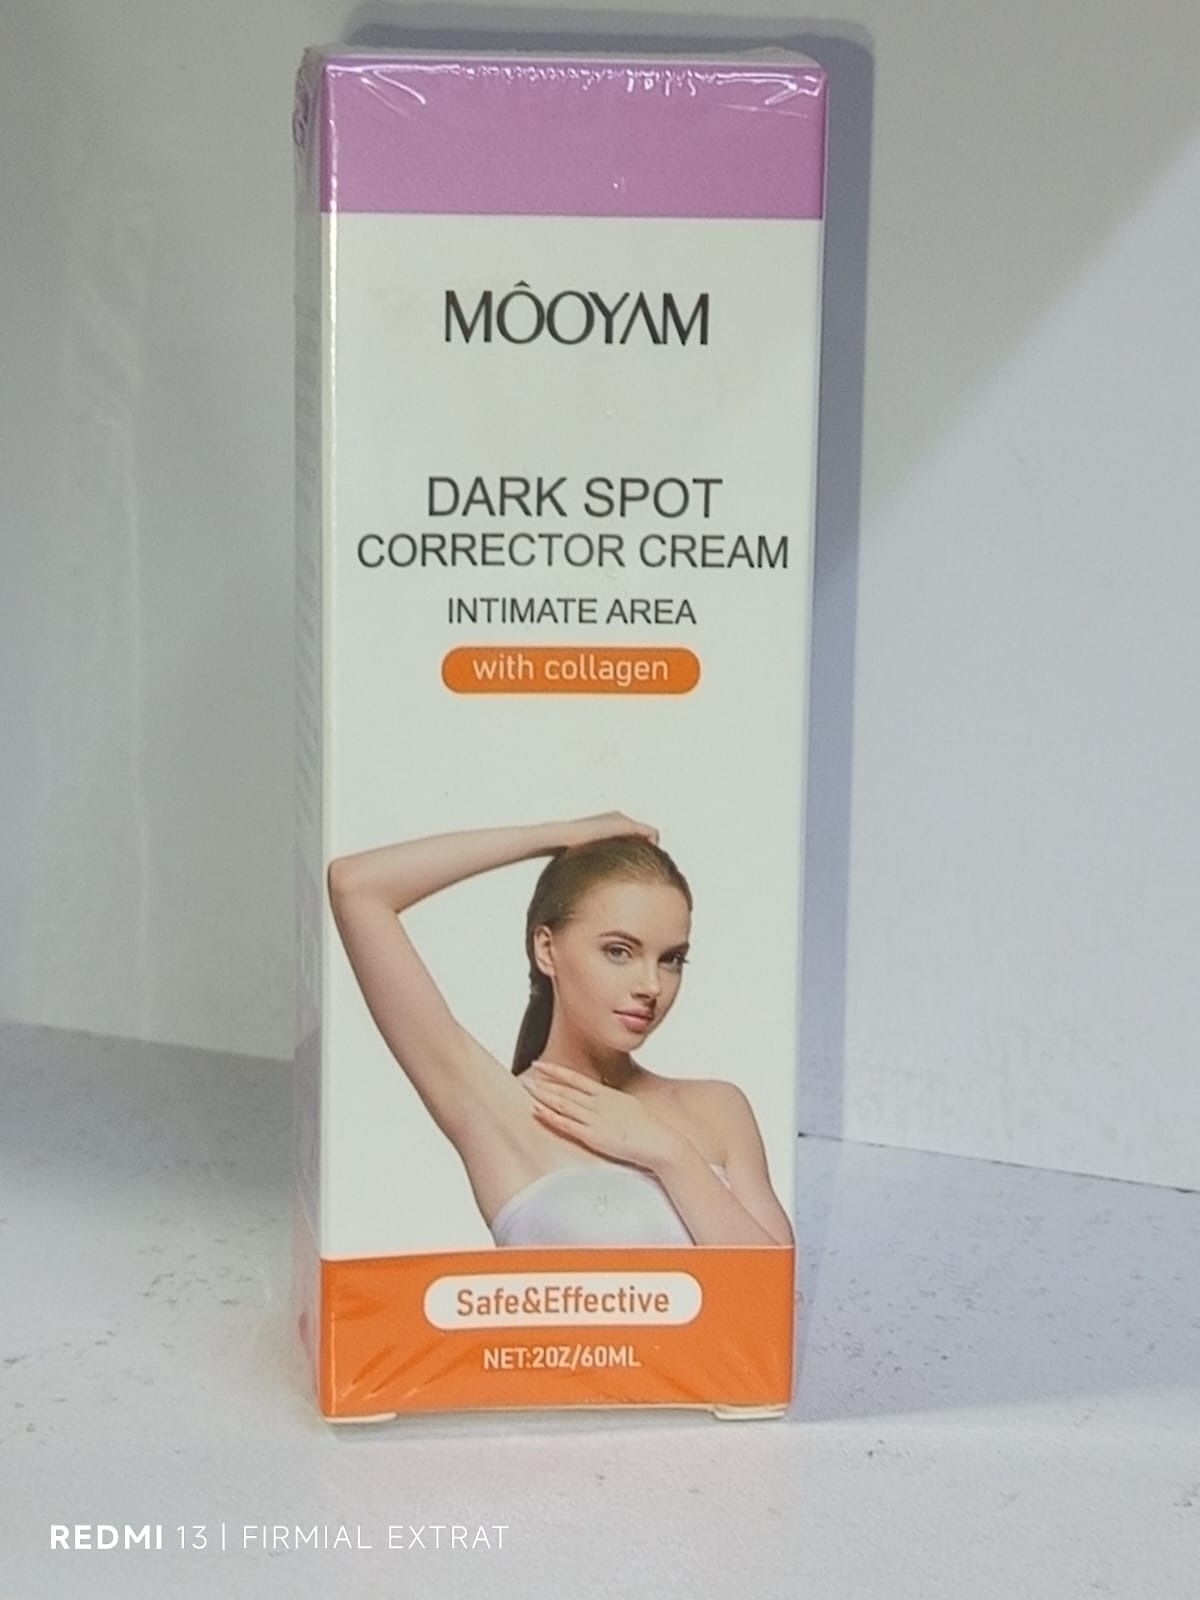 MÔOYAM
DARK SPOT
CORRECTOR CREAM
INTIMATE AREA
with collagen
Safe&Effective
NET:2OZ/60ML
REDMI 13 | FIRMIAL EXTRAT